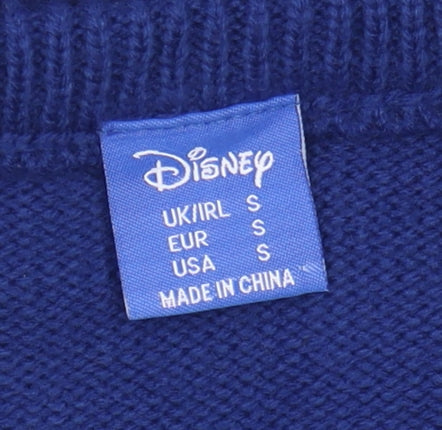 Disney
UK/IRL S
EUR S
USA S
MADE IN CHINA